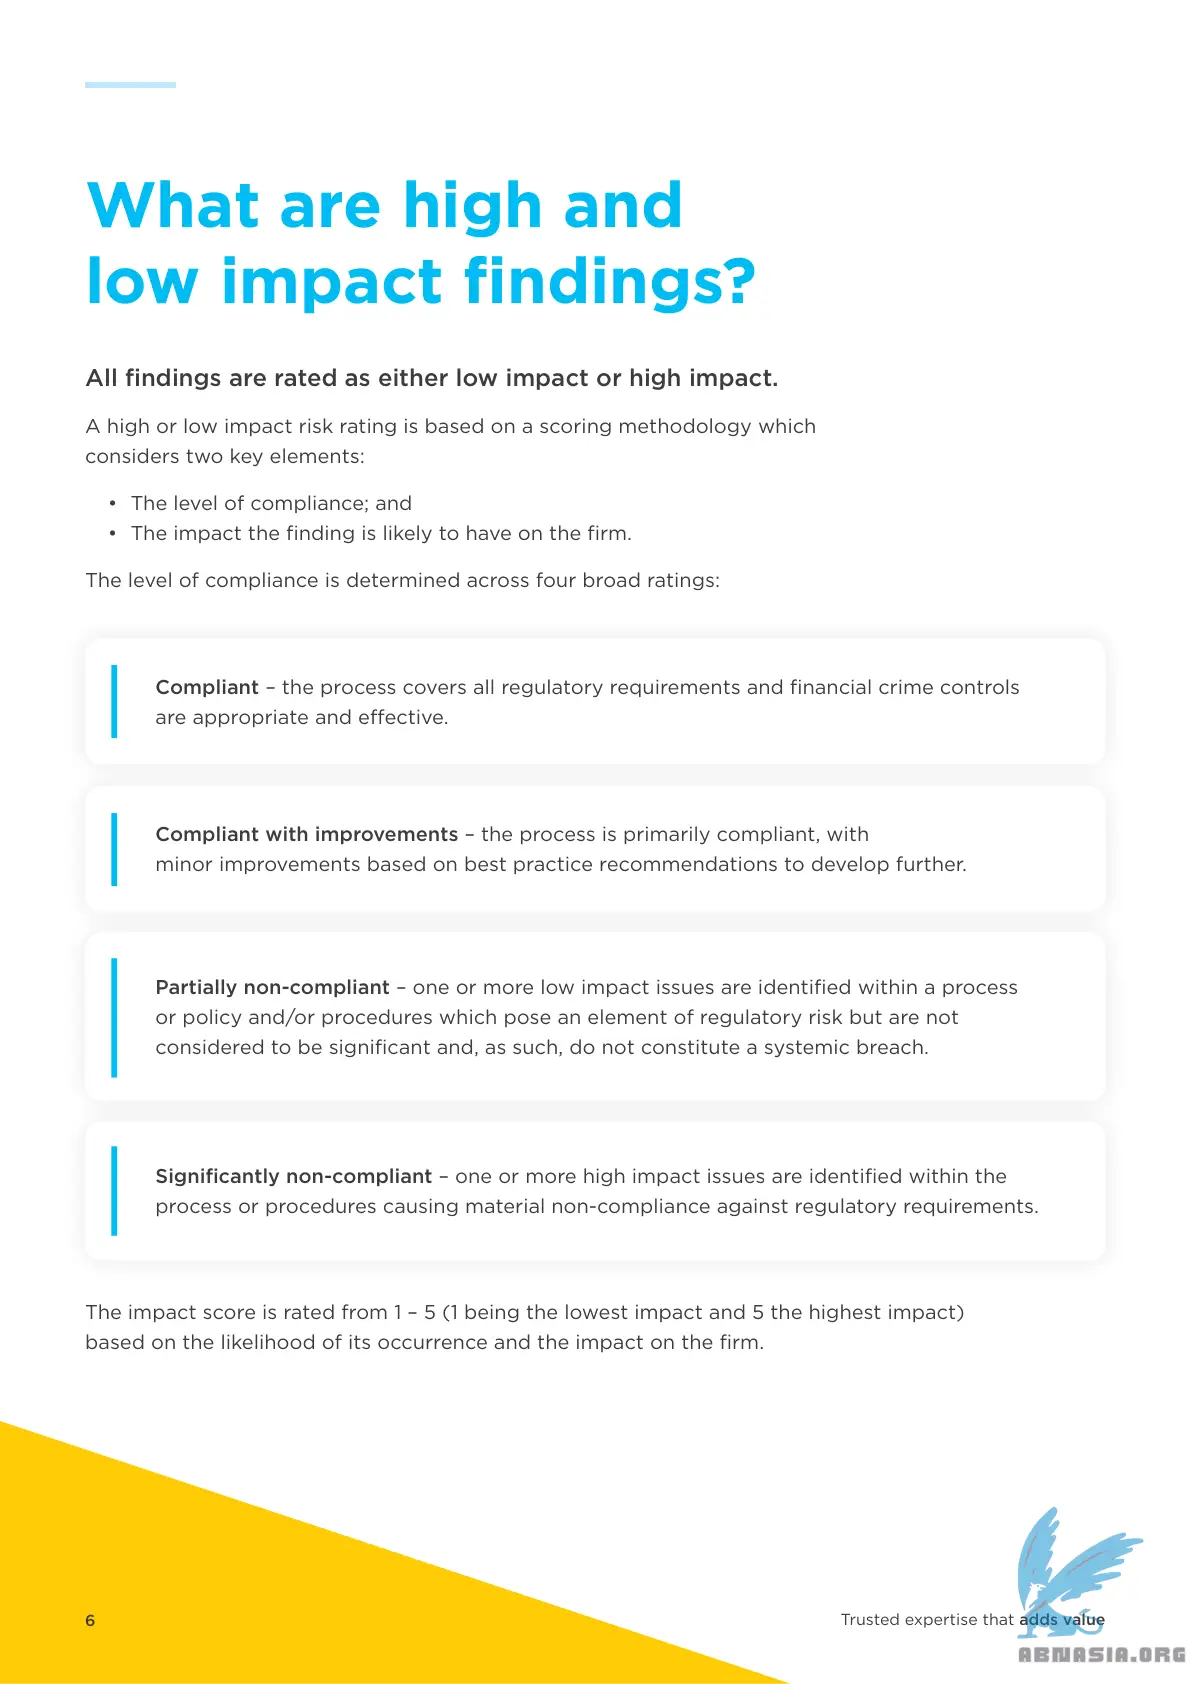 What are high and
low impact findings?
All findings are rated as either low impact or high impact.
A high or low impact risk rating is based on a scoring methodology which
considers two key elements:
• The level of compliance; and
• The impact the finding is likely to have on the firm.
The level of compliance is determined across four broad ratings:
Compliant – the process covers all regulatory requirements and financial crime controls
are appropriate and effective.
Compliant with improvements – the process is primarily compliant, with
minor improvements based on best practice recommendations to develop further.
Partially non-compliant – one or more low impact issues are identified within a process
or policy and/or procedures which pose an element of regulatory risk but are not
considered to be significant and, as such, do not constitute a systemic breach.
Significantly non-compliant – one or more high impact issues are identified within the
process or procedures causing material non-compliance against regulatory requirements.
The impact score is rated from 1 – 5 (1 being the lowest impact and 5 the highest impact)
based on the likelihood of its occurrence and the impact on the firm.
6
Trusted expertise that adds value
ABNASIA.ORG